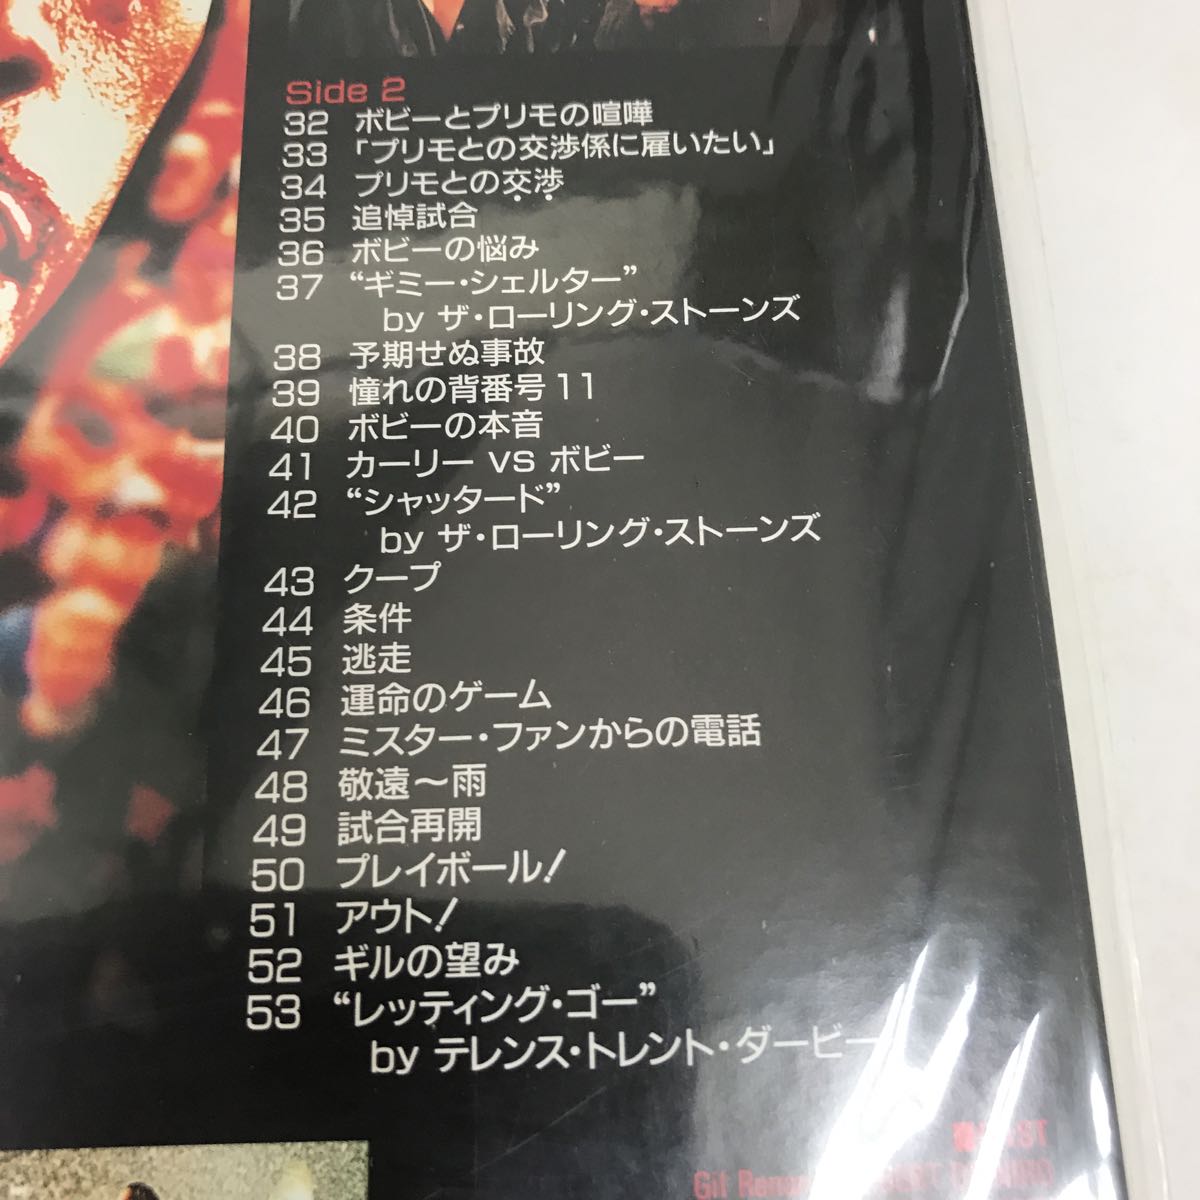 Side 2
32 ボビーとプリモの喧嘩
33 「プリモとの交渉係に雇いたい」
34 プリモとの交渉
35 追悼試合
36 ボビーの悩み
37 “ギミー・シェルター”
by ザ・ローリング・ストーンズ
38 予期せぬ事故
39 憧れの背番号11
40 ボビーの本音
41 カーリー vs ボビー
42 “シャッタード”
by ザ・ローリング・ストーンズ
43 クープ
44 条件
45 逃走
46 運命のゲーム
47 ミスター・ファンからの電話
48 敬遠～雨
49 試合再開
50 プレイボール!
51 アウト!
52 ギルの望み
53 “レッティング・ゴー”
by テレンス・トレント・ダービー
Gil